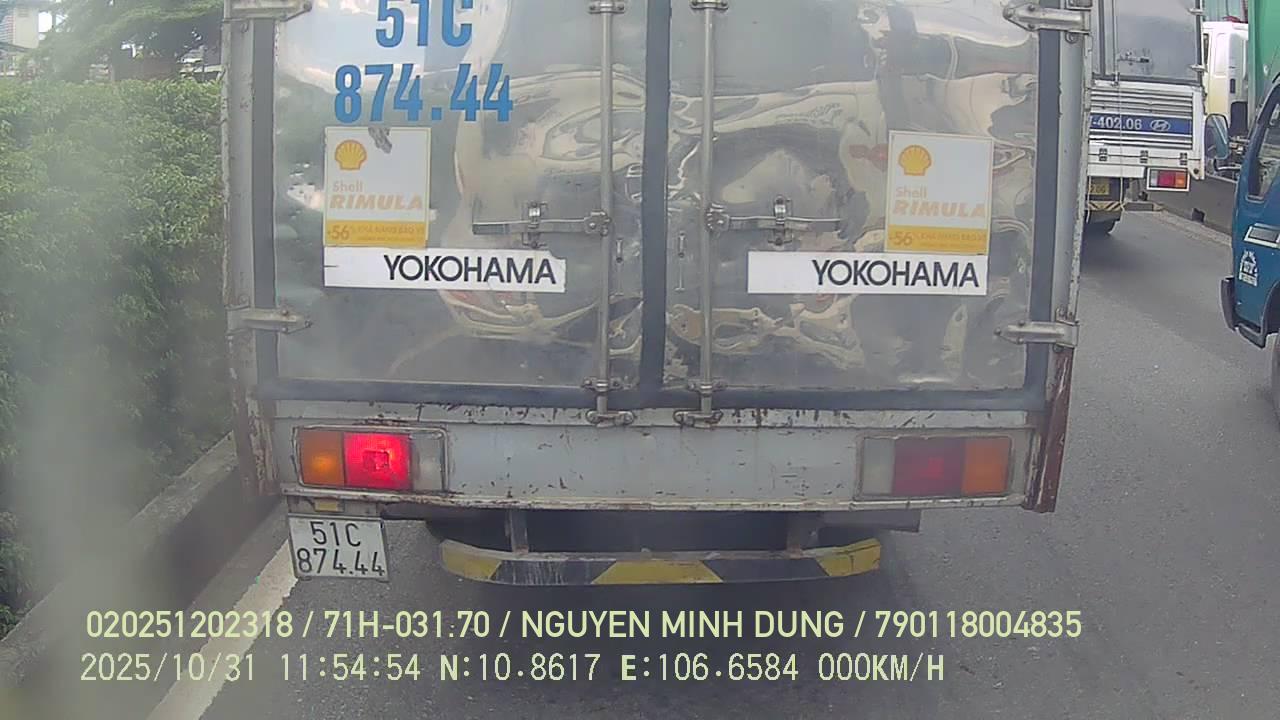 51C
874.44
Shell
RIMULA
YOKOHAMA
Shell
RIMULA
YOKOHAMA
-402.06
51C
874.44
020251202318 / 71H-031.70 / NGUYEN MINH DUNG / 790118004835
2025/10/31 11:54:54 N:10.8617 E:106.6584 000KM/H